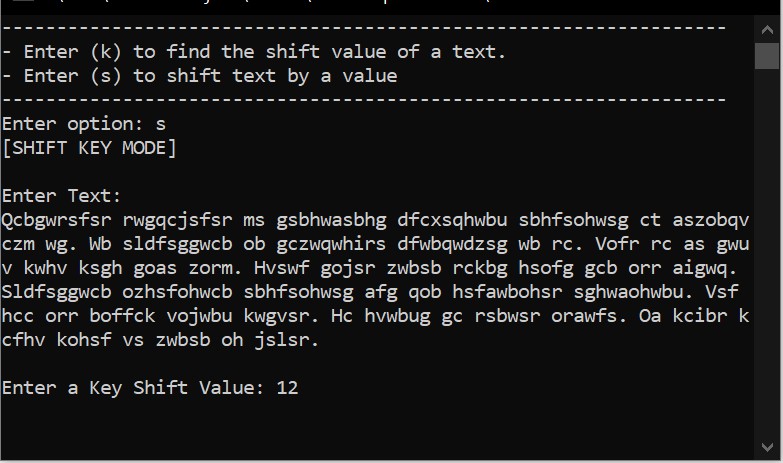 --------------------------------------------------------------------
- Enter (k) to find the shift value of a text.
- Enter (s) to shift text by a value
--------------------------------------------------------------------
Enter option: s
[SHIFT KEY MODE]
Enter Text:
Qcbgwrsfsr rwgqcjsfsr ms gsbhwasbhg dfcxsqhwbu sbhfsohwsg ct aszobqv
czm wg. Wb sldfsggwcb ob gczwqwhirs dfwbqwdzsg wb rc. Vofr rc as gwu
v kwhv ksgh goas zorm. Hvswf gojsr zwbsb rckbg hsofg gcb orr aigwq.
Sldfsggwcb ozhsfohwcb sbhfsohwsg afg qob hsfawbohsr sghwaohwbu. Vsf
hcc orr boffck vojwbu kwgvsr. Hc hvwbug gc rsbwsr orawfs. Oa kcibr k
cfhv kohsf vs zwbsb oh jslsr.
Enter a Key Shift Value: 12